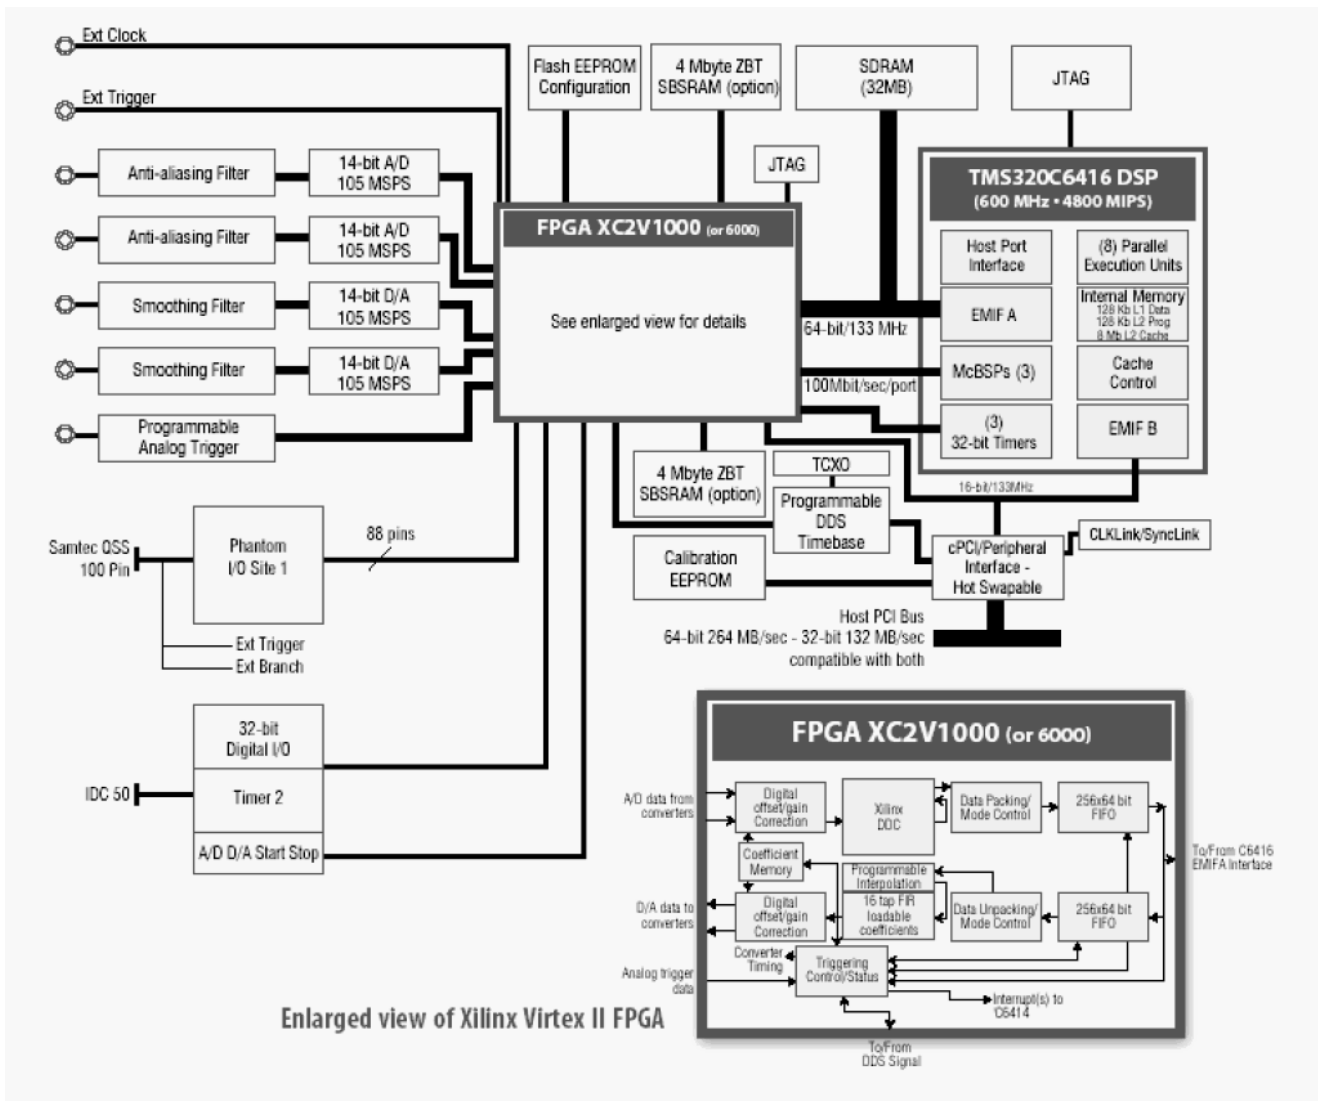 Ext Clock
Ext Trigger
Flash EEPROM
Configuration
4 Mbyte ZBT
SBSRAM (option)
SDRAM
(32MB)
JTAG
Anti-aliasing Filter
14-bit A/D
105 MSPS
JTAG
TMS320C6416 DSP
(600 MHz • 4800 MIPS)
Anti-aliasing Filter
14-bit A/D
105 MSPS
FPGA XC2V1000 (or 6000)
Host Port
Interface
(8) Parallel
Execution Units
Smoothing Filter
14-bit D/A
105 MSPS
See enlarged view for details
64-bit/133 MHz
EMIF A
Internal Memory
128 Kb L1 Data
128 Kb L2 Prog
8 Mb L2 Cache
Smoothing Filter
14-bit D/A
105 MSPS
100Mbit/sec/port
McBSPs (3)
Cache
Control
Programmable
Analog Trigger
(3)
32-bit Timers
EMIF B
4 Mbyte ZBT
SBSRAM (option)
TCXO
Programmable
DDS
Timebase
16-bit/133MHz
Samtec QSS
100 Pin
Phantom
I/O Site 1
88 pins
Calibration
EEPROM
cPCI/Peripheral
Interface -
Hot Swapable
CLKLink/SyncLink
Host PCI Bus
64-bit 264 MB/sec - 32-bit 132 MB/sec
compatible with both
Ext Trigger
Ext Branch
32-bit
Digital I/O
IDC 50
Timer 2
A/D D/A Start Stop
FPGA XC2V1000 (or 6000)
A/D data from
converters
Digital
offset/gain
Correction
Xilinx
DDC
Data Packing/
Mode Control
256x64 bit
FIFO
To/From C6416
EMIFA Interface
Coefficient
Memory
Programmable
Interpolation
D/A data to
converters
Digital
offset/gain
Correction
16 tap FIR
loadable
coefficients
Data Unpacking/
Mode Control
256x64 bit
FIFO
Converter
Timing
Analog trigger
data
Triggering
Control/Status
Interrupt(s) to
'C6414
To/From
DDS Signal
Enlarged view of Xilinx Virtex II FPGA